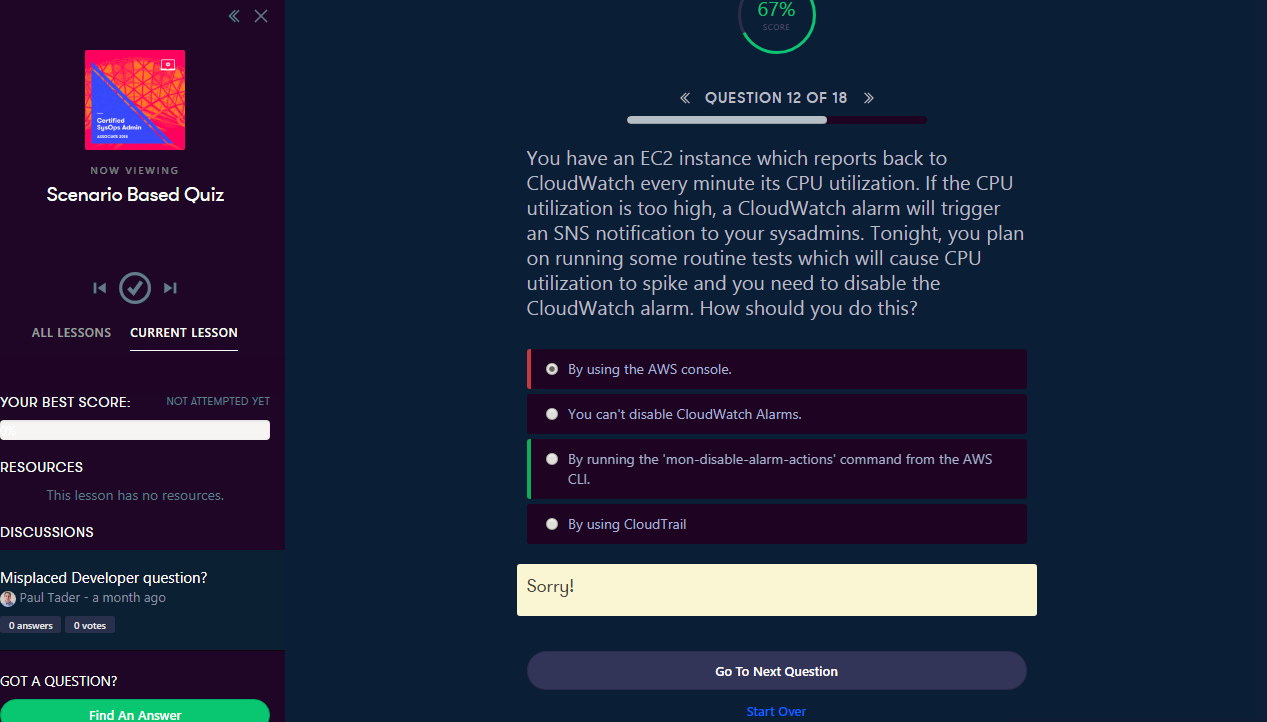 Certified
SysOps Admin
ASSOCIATE 2018
NOW VIEWING
Scenario Based Quiz
ALL LESSONS CURRENT LESSON
YOUR BEST SCORE: NOT ATTEMPTED YET
RESOURCES
This lesson has no resources.
DISCUSSIONS
Misplaced Developer question?
Paul Tader - a month ago
0 answers 0 votes
GOT A QUESTION?
Find An Answer
67%
SCORE
QUESTION 12 OF 18
You have an EC2 instance which reports back to
CloudWatch every minute its CPU utilization. If the CPU
utilization is too high, a CloudWatch alarm will trigger
an SNS notification to your sysadmins. Tonight, you plan
on running some routine tests which will cause CPU
utilization to spike and you need to disable the
CloudWatch alarm. How should you do this?
By using the AWS console.
You can't disable CloudWatch Alarms.
By running the 'mon-disable-alarm-actions' command from the AWS
CLI.
By using CloudTrail
Sorry!
Go To Next Question
Start Over